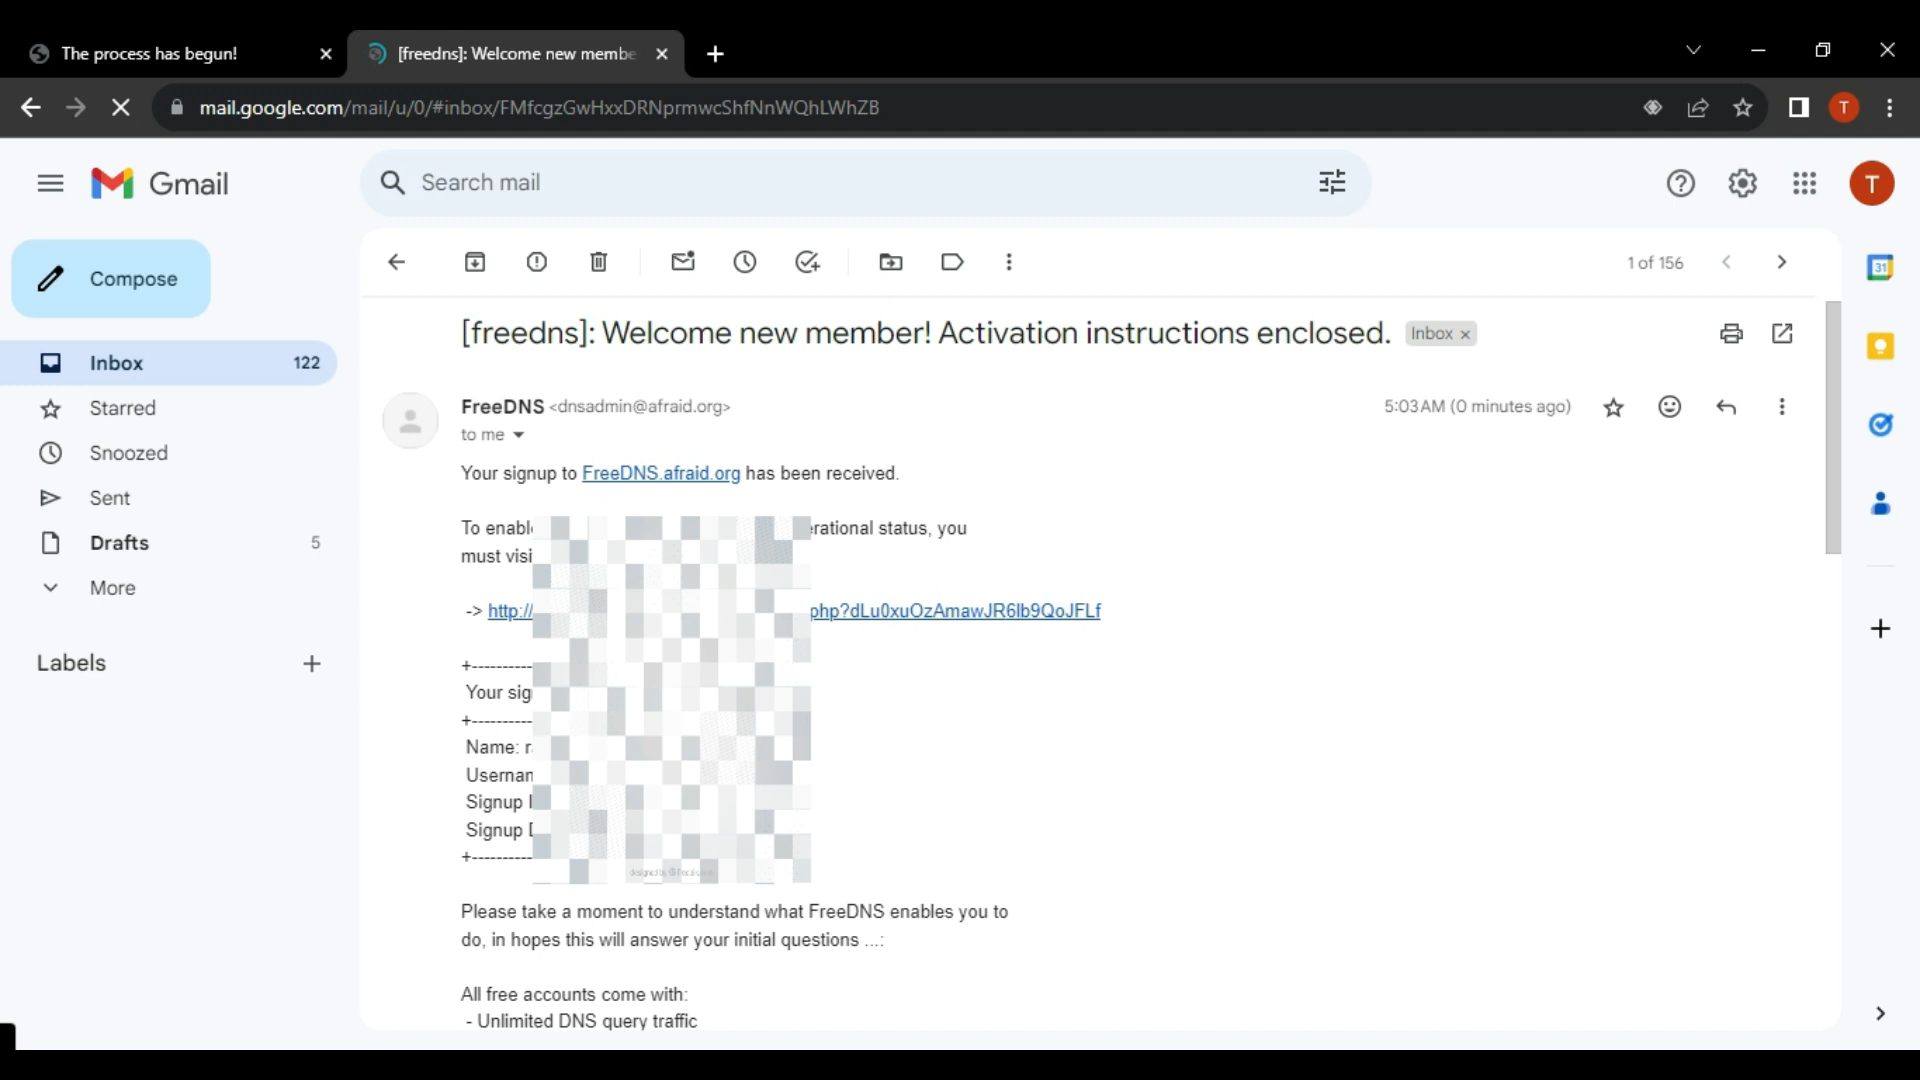 The process has begun!
[freedns]: Welcome new membe
mail.google.com/mail/u/0/#inbox/FMfcgzGwHxxDRNprmwcShfNnWQhLWhZB
T
Gmail
Search mail
T
Compose
1 of 156
31
[freedns]: Welcome new member! Activation instructions enclosed.
Inbox x
Inbox 122
Starred
Snoozed
Sent
Drafts 5
More
Labels
FreeDNS <dnsadmin@afraid.org>
5:03 AM (0 minutes ago)
to me
Your signup to FreeDNS.afraid.org has been received.
To enabl erational status, you
must visi
-> http:// php?dLu0xuOzAmawJR6lb9QoJFLf
+----------
Your sig
+----------
Name: r
Usernan
Signup
Signup
+----------
designed by
Please take a moment to understand what FreeDNS enables you to
do, in hopes this will answer your initial questions ...:
All free accounts come with:
- Unlimited DNS query traffic